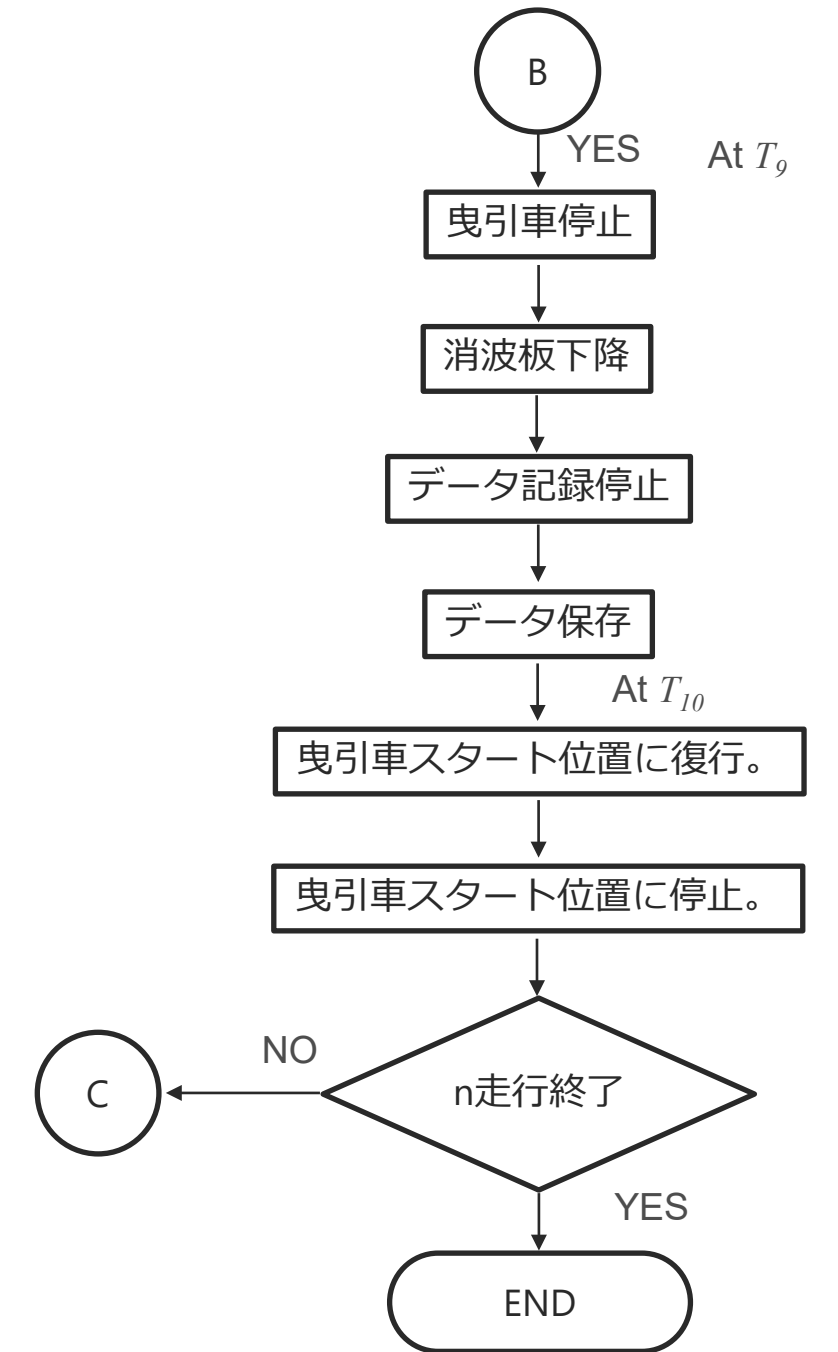 B
YES
At T9
曳引車停止
消波板下降
データ記録停止
データ保存
At T10
曳引車スタート位置に復行。
曳引車スタート位置に停止。
n走行終了
NO
C
YES
END